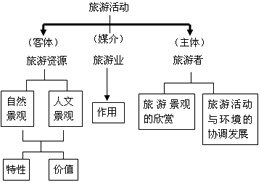 旅游活动
（客体）
（媒介）
（主体）
旅游资源
旅游业
旅游者
自然
景观
人文
景观
作用
旅游景观
的欣赏
旅游活动
与环境的
协调发展
特性
价值